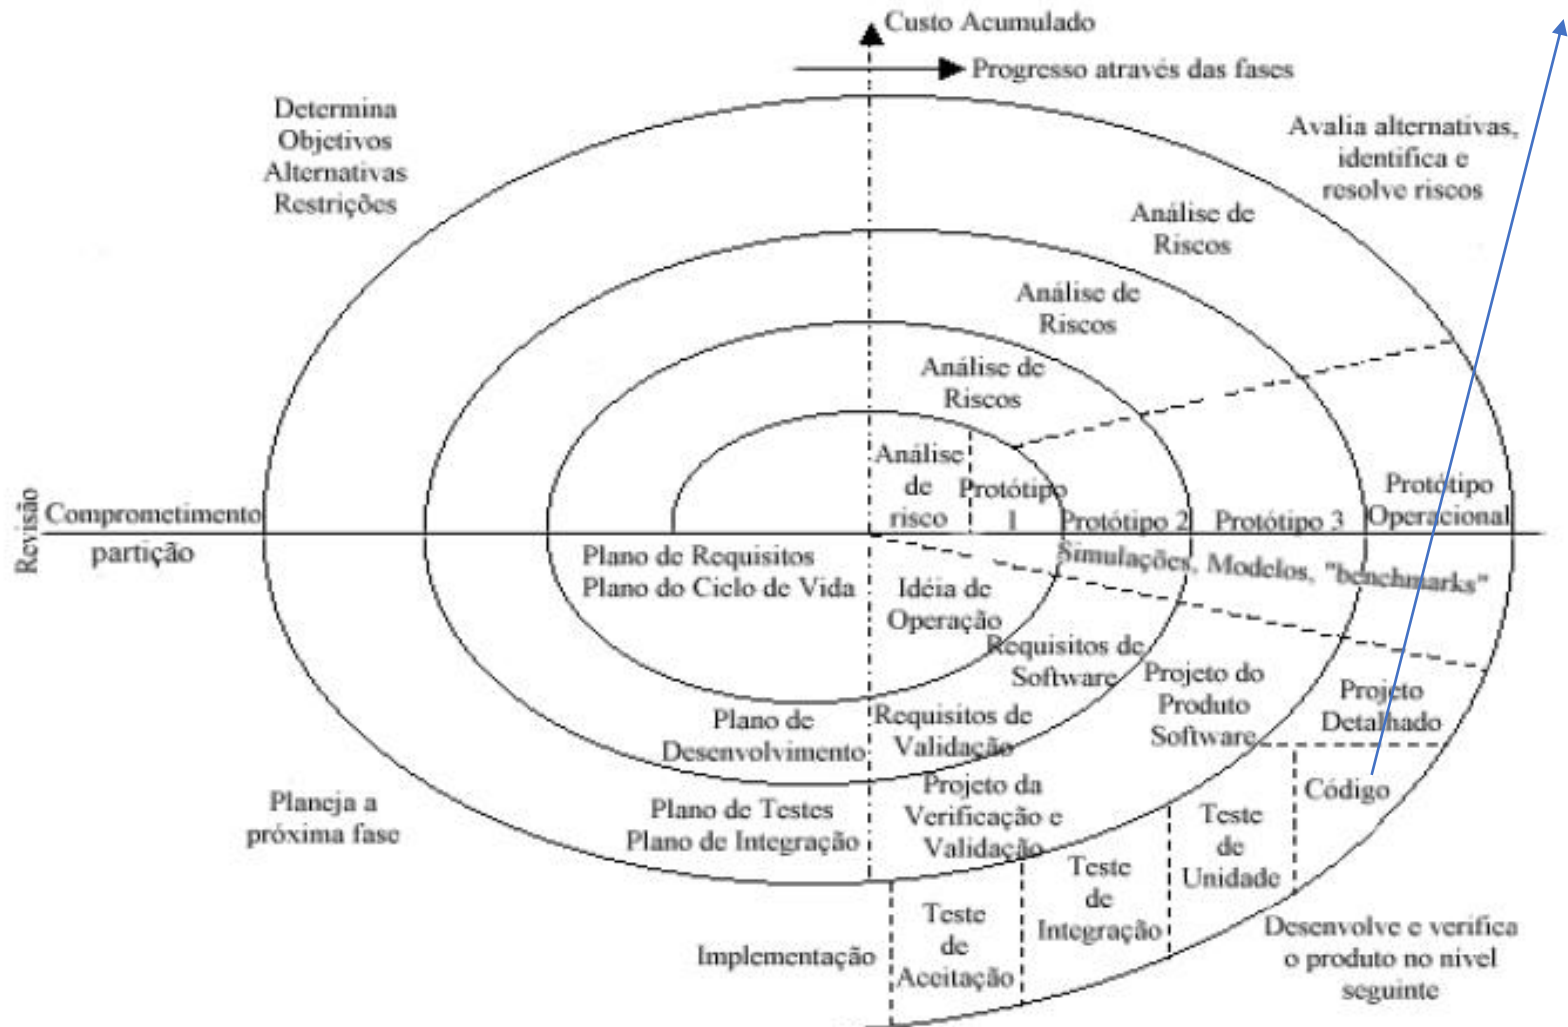 Custo Acumulado
Progresso através das fases
Determina
Objetivos
Alternativas
Restrições
Avalia alternativas,
identifica e
resolve riscos
Análise de
Riscos
Análise de
Riscos
Análise de
Riscos
Análise
de
risco
Protótipo
1
Protótipo 2
Protótipo 3
Protótipo
Operacional
Revisão
Comprometimento
partição
Plano de Requisitos
Plano do Ciclo de Vida
Idéia de
Operação
Simulações, Modelos, "benchmarks"
Requisitos de
Software
Projeto do
Produto
Software
Projeto
Detalhado
Plano de
Desenvolvimento
Requisitos de
Validação
Código
Planeja a
próxima fase
Plano de Testes
Plano de Integração
Projeto da
Verificação e
Validação
Teste
de
Unidade
Teste
de
Integração
Teste
de
Aceitação
Implementação
Desenvolve e verifica
o produto no nivel
seguinte